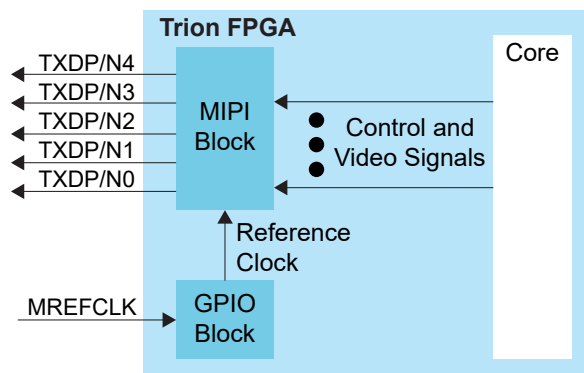 Trion FPGA
TXDP/N4
TXDP/N3
TXDP/N2
TXDP/N1
TXDP/N0
MIPI
Block
Core
Control and
Video Signals
Reference
Clock
MREFCLK
GPIO
Block